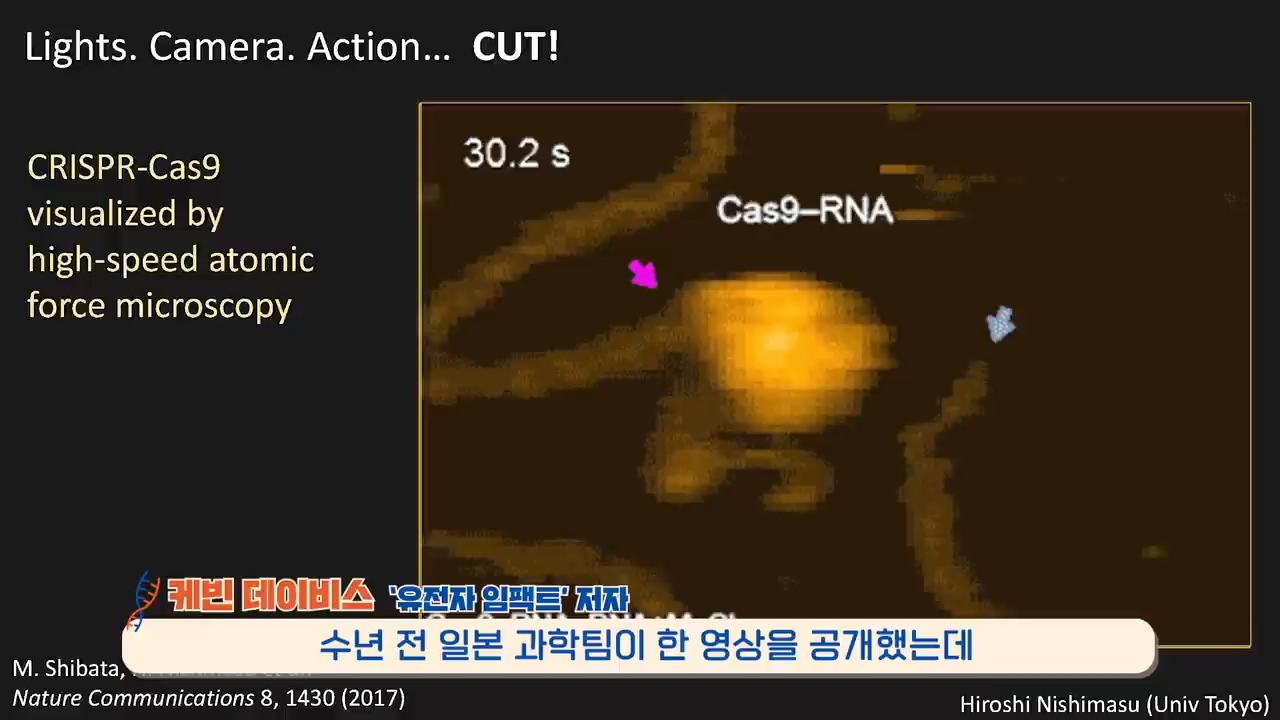 Lights. Camera. Action... CUT!
CRISPR-Cas9
visualized by
high-speed atomic
force microscopy
30.2 s
Cas9–RNA
케빈 데이비스 '유전자 임팩트' 저자
수년 전 일본 과학팀이 한 영상을 공개했는데
M. Shibata,
Nature Communications 8, 1430 (2017)
Hiroshi Nishimasu (Univ Tokyo)